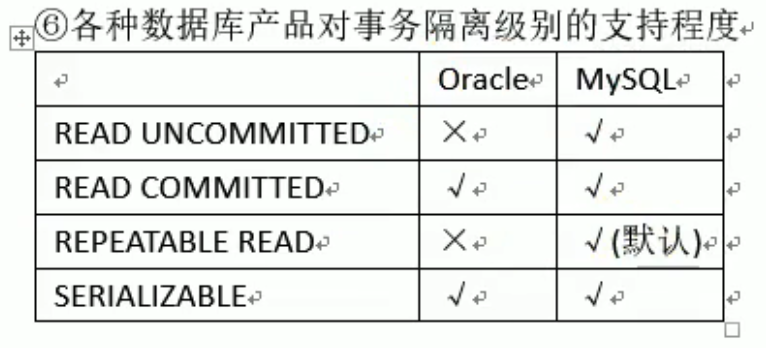 ⑥各种数据库产品对事务隔离级别的支持程度
Oracle MySQL
READ UNCOMMITTED × √
READ COMMITTED √ √
REPEATABLE READ × √(默认)
SERIALIZABLE √ √